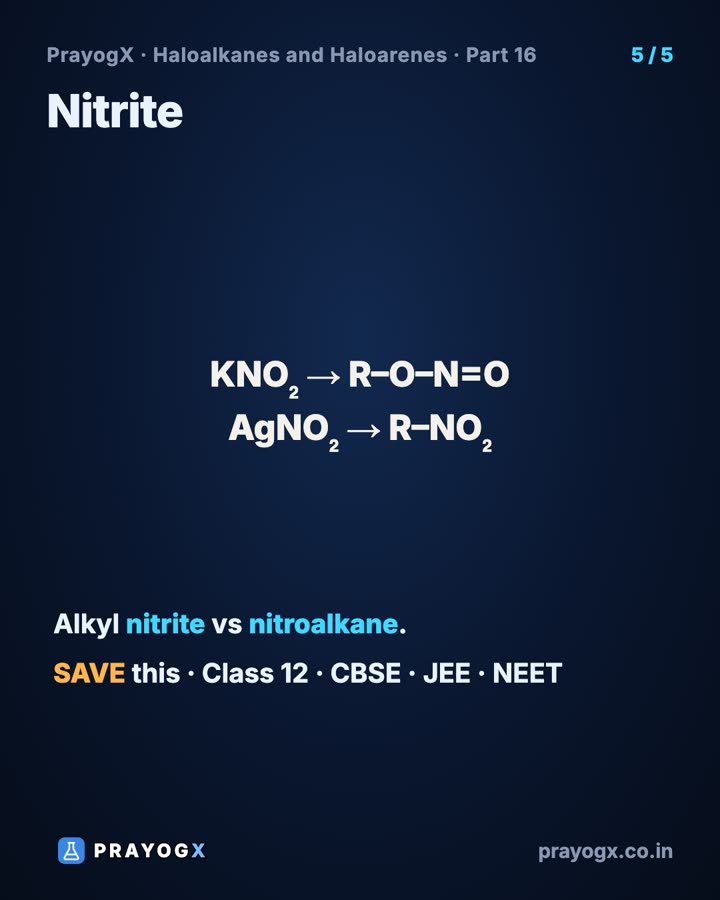 PrayogX · Haloalkanes and Haloarenes · Part 16
5 / 5
Nitrite
KNO₂ → R–O–N=O
AgNO₂ → R–NO₂
Alkyl nitrite vs nitroalkane.
SAVE this · Class 12 · CBSE · JEE · NEET
PRAYOGX
prayogx.co.in